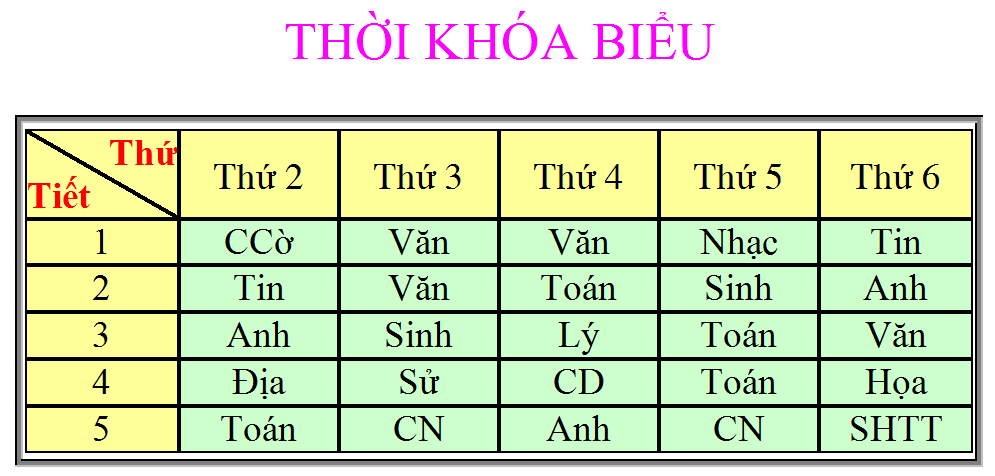 THỜI KHÓA BIỂU
Thứ
Tiết
Thứ 2 Thứ 3 Thứ 4 Thứ 5 Thứ 6
1 CCờ Văn Văn Nhạc Tin
2 Tin Văn Toán Sinh Anh
3 Anh Sinh Lý Toán Văn
4 Địa Sử CD Toán Họa
5 Toán CN Anh CN SHTT